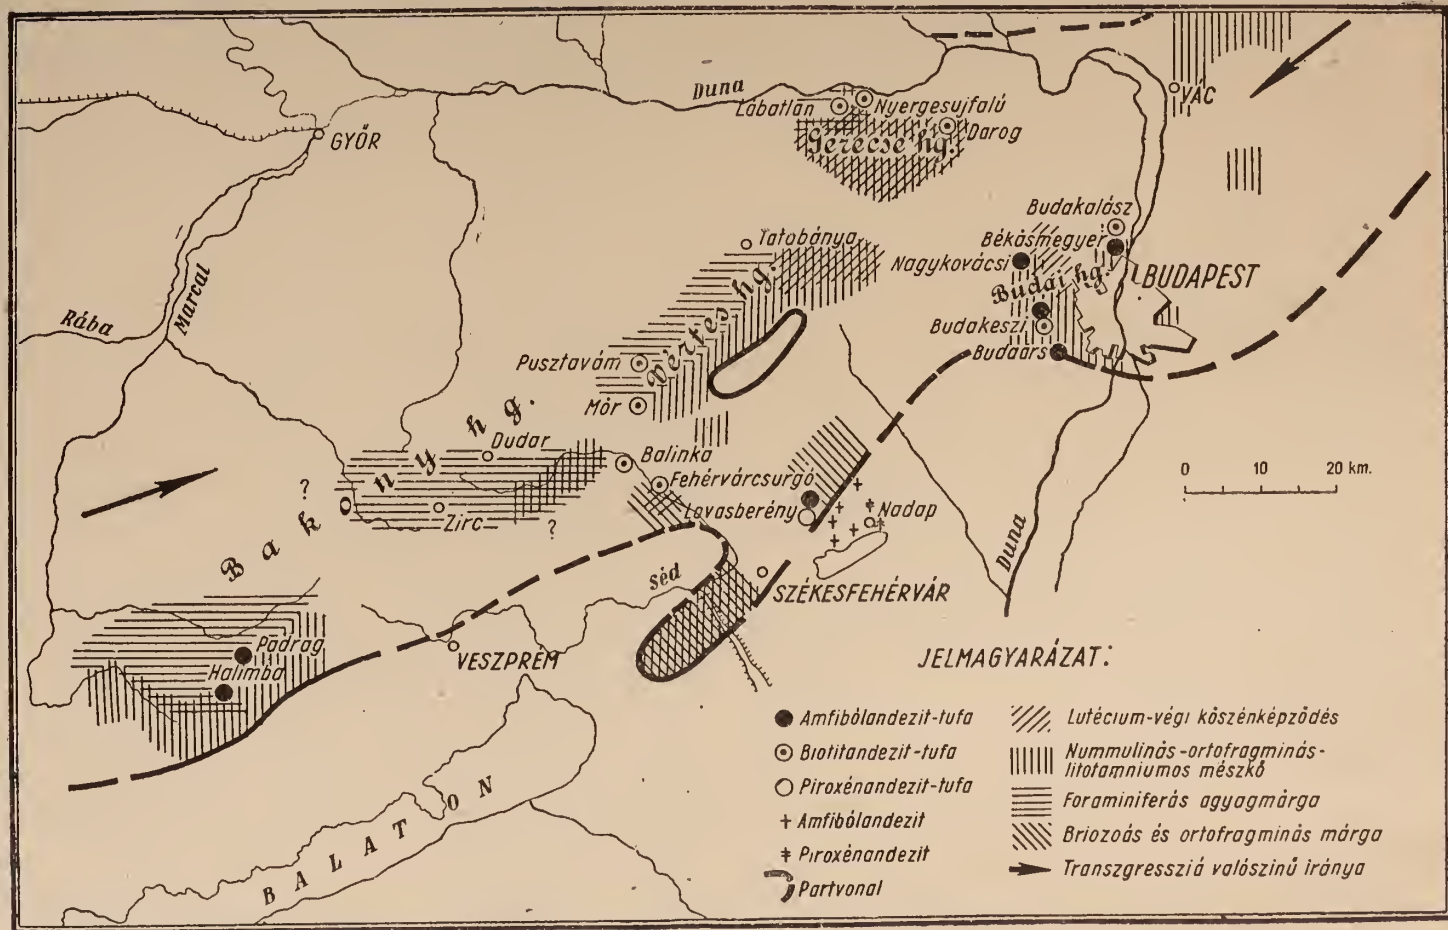 Duna
VÁC
Lábatlan
Nyergesujfalú
Darog
Gerecse hg.
GYŐR
Budakalász
Békásmegyer
Nagykovácsi
BUDAPEST
Budai hg.
Tatabánya
Vértes hg.
Marcal
Rába
Budakeszi
Budaörs
Pusztavám
Mór
Bakony hg.
Dudar
Balinka
Fehérvárcsurgó
Lovasberény
Nadap
Zirc
?
?
0 10 20 km.
Duna
Séd
SZÉKESFEHÉRVÁR
Padrag
Halimba
VESZPRÉM
BALATON
JELMAGYARÁZAT:
Amfibólandezit-tufa
Biotitandezit-tufa
Piroxénandezit-tufa
Amfibólandezit
Piroxénandezit
Partvonal
Lutécium-végi kőszénképződés
Nummulinás-ortofragminás-
litotamniumos mészkő
Foraminiferás agyagmárga
Briozoás és ortofragminás márga
Transzgresszió valószinű iránya